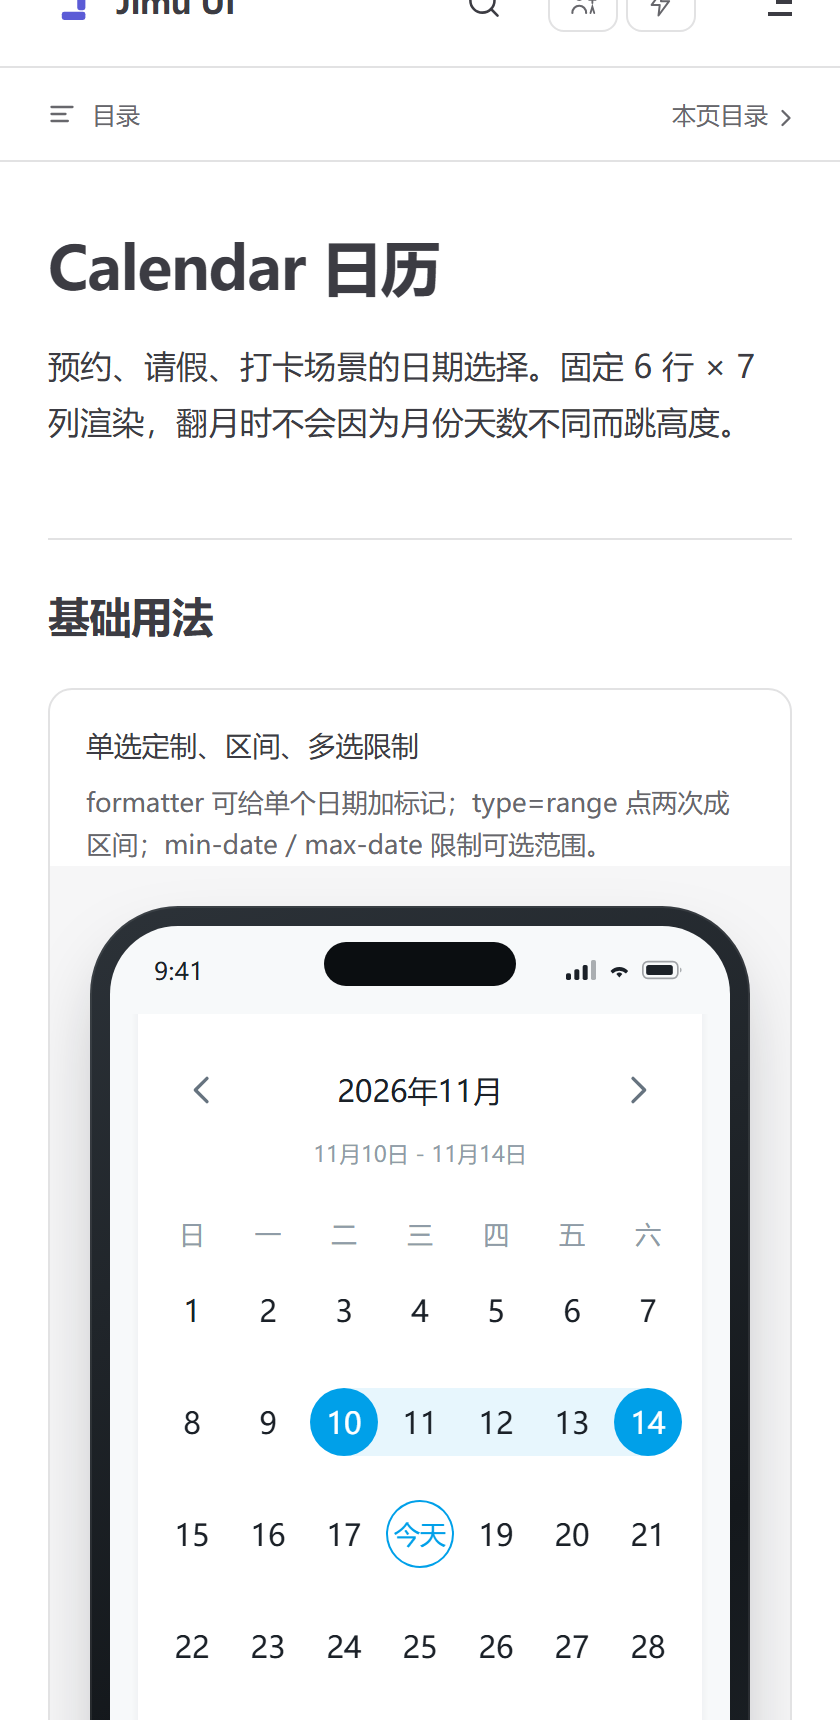 Jimu UI
目录
本页目录
Calendar 日历
预约、请假、打卡场景的日期选择。固定 6 行 × 7
列渲染，翻月时不会因为月份天数不同而跳高度。
基础用法
单选定制、区间、多选限制
formatter 可给单个日期加标记；type=range 点两次成
区间；min-date / max-date 限制可选范围。
9:41
2026年11月
11月10日 - 11月14日
日 一 二 三 四 五 六
1 2 3 4 5 6 7
8 9 10 11 12 13 14
15 16 17 今天 19 20 21
22 23 24 25 26 27 28